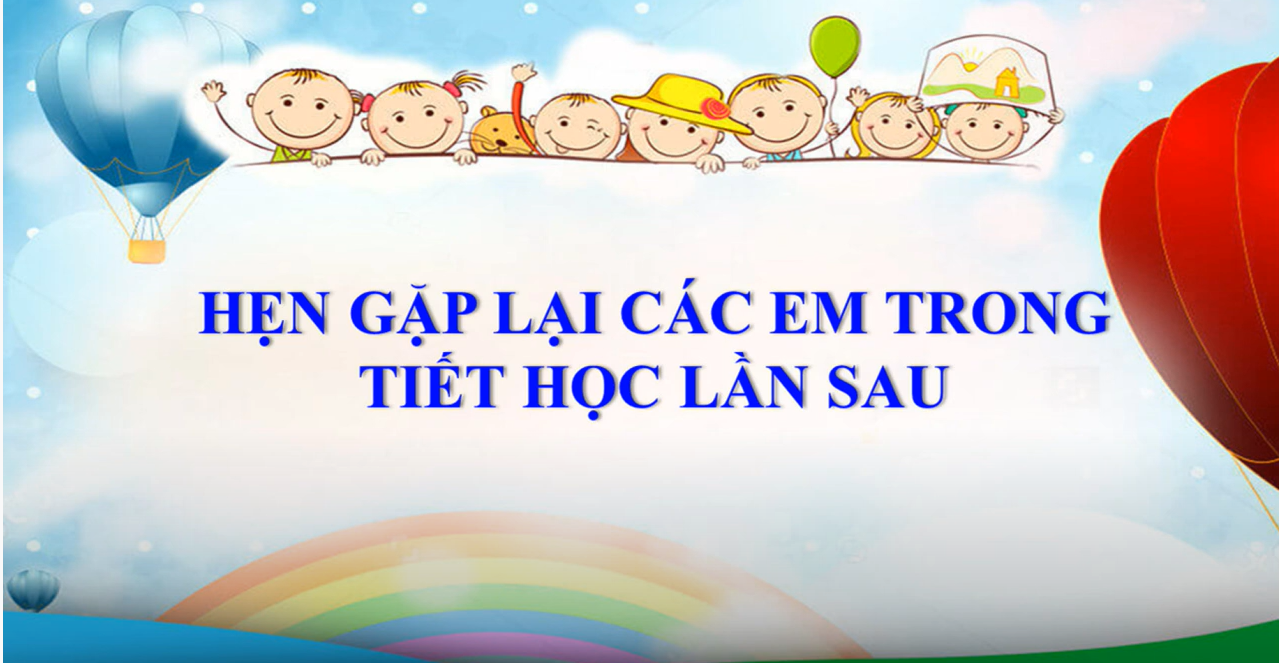 HẸN GẶP LẠI CÁC EM TRONG
TIẾT HỌC LẦN SAU